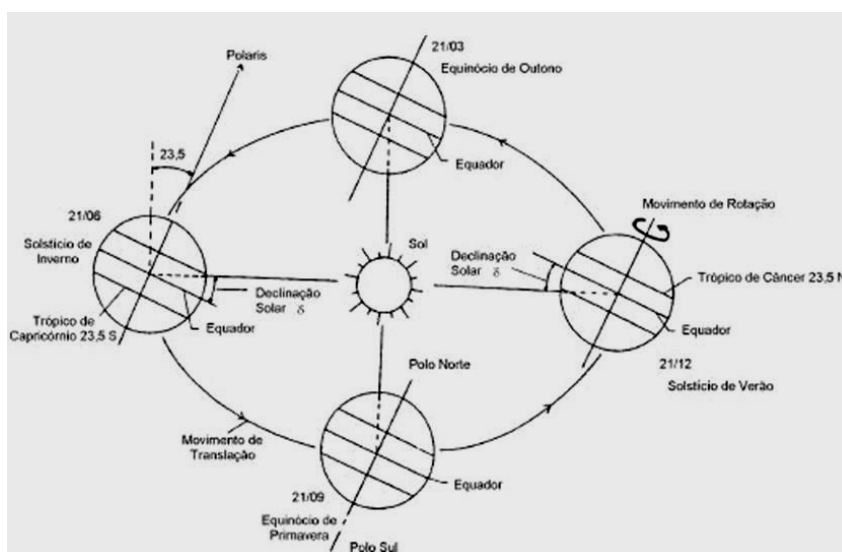 21/03
Equinócio de Outono
Polaris
23,5
Equador
21/06
Solstício de
Inverno
Sol
Declinação
Solar δ
Equador
Trópico de
Capricórnio 23,5 S
Movimento de Rotação
Declinação
Solar δ
Trópico de Câncer 23,5 N
Equador
21/12
Solstício de Verão
Polo Norte
Movimento de
Translação
Equador
21/09
Equinócio de
Primavera
Polo Sul